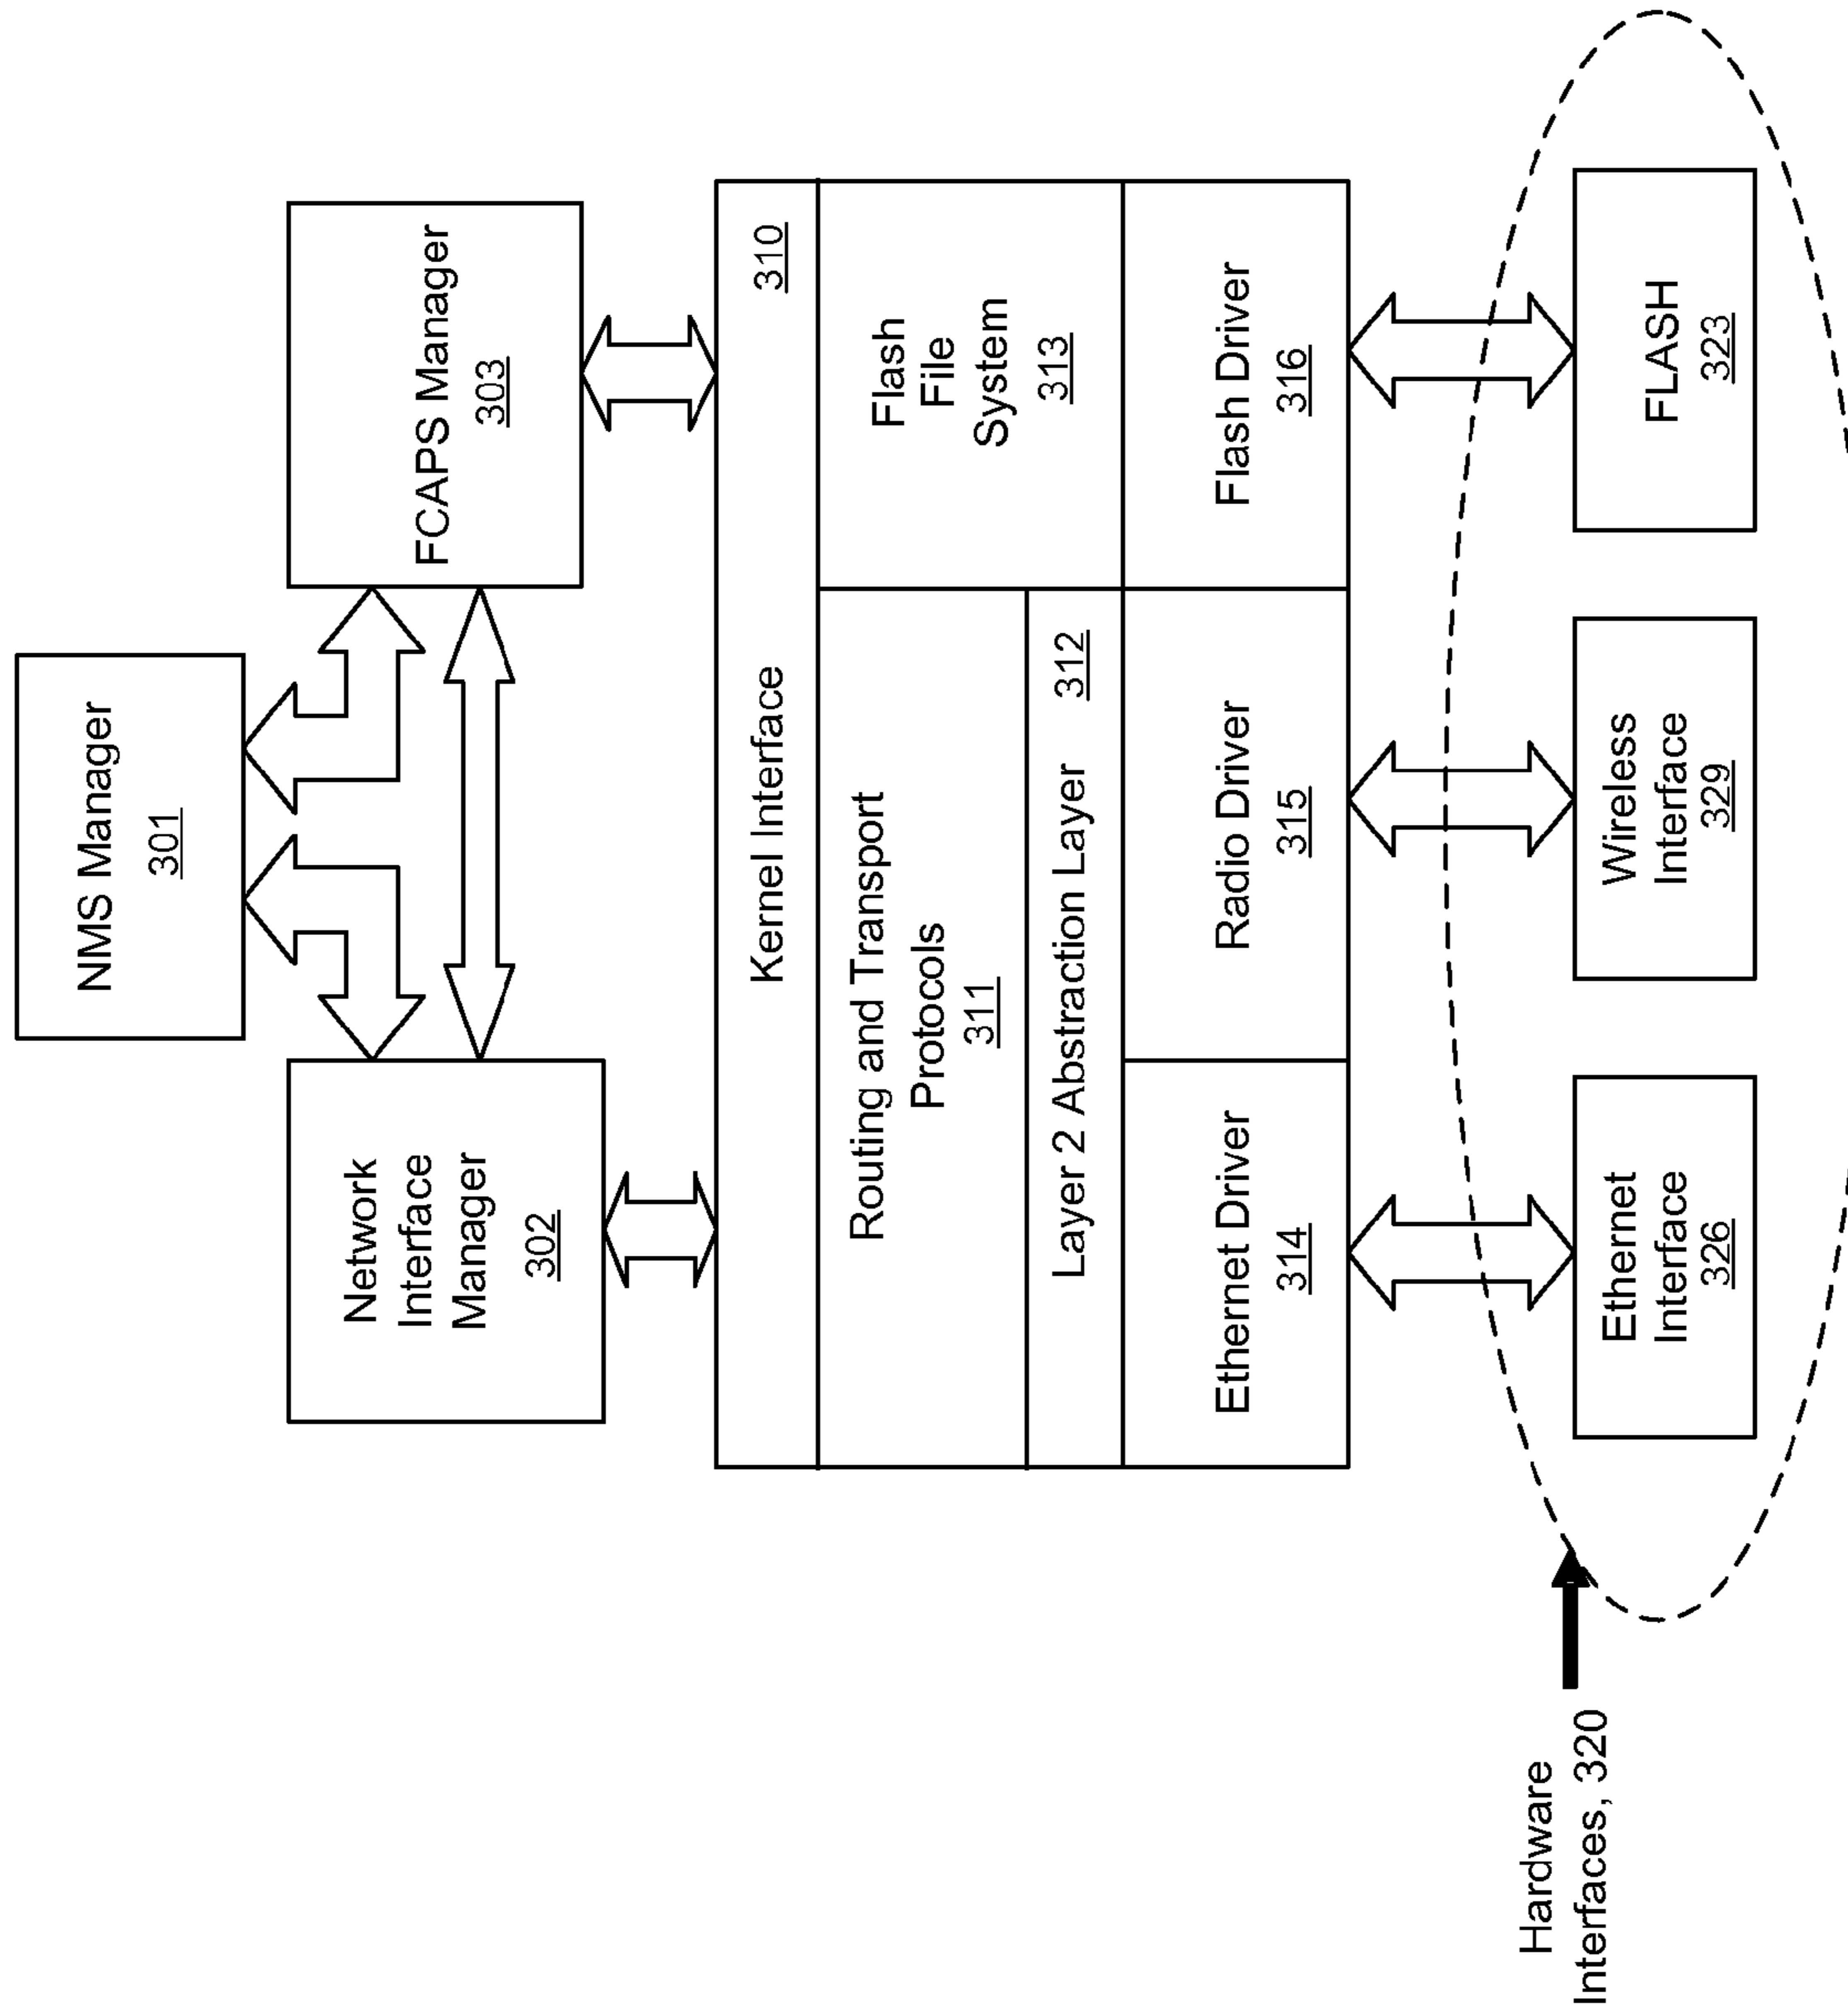 NMS Manager
301
Network
Interface
Manager
302
FCAPS Manager
303
Kernel Interface
310
Routing and Transport
Protocols
311
Flash
File
System
313
Layer 2 Abstraction Layer
312
Ethernet Driver
314
Radio Driver
315
Flash Driver
316
Hardware
Interfaces, 320
Ethernet
Interface
326
Wireless
Interface
329
FLASH
323